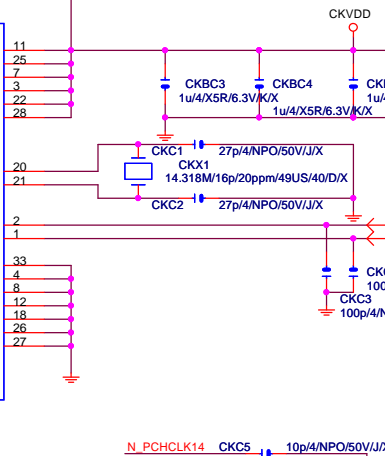 CKVDD
11
25
7
3
22
28
CKBC3
1u/4/X5R/6.3V/K/X
CKBC4
1u/4/X5R/6.3V/K/X
1u/4
CKC1 27p/4/NPO/50V/J/X
20
CKX1
14.318M/16p/20ppm/49US/40/D/X
21
CKC2 27p/4/NPO/50V/J/X
2
1
33
4
8
12
18
26
27
CKC3
100p/4/N
N_PCHCLK14 CKC5 10p/4/NPO/50V/J/X